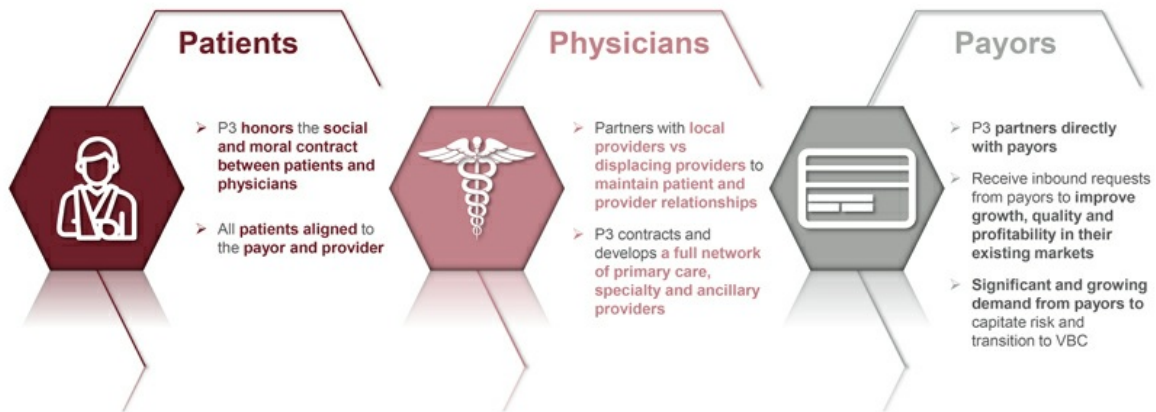 Patients
➢ P3 honors the social
and moral contract
between patients and
physicians
➢ All patients aligned to
the payor and provider
Physicians
➢ Partners with local
providers vs
displacing providers to
maintain patient and
provider relationships
➢ P3 contracts and
develops a full network
of primary care,
specialty and ancillary
providers
Payors
➢ P3 partners directly
with payors
➢ Receive inbound requests
from payors to improve
growth, quality and
profitability in their
existing markets
➢ Significant and growing
demand from payors to
capitate risk and
transition to VBC